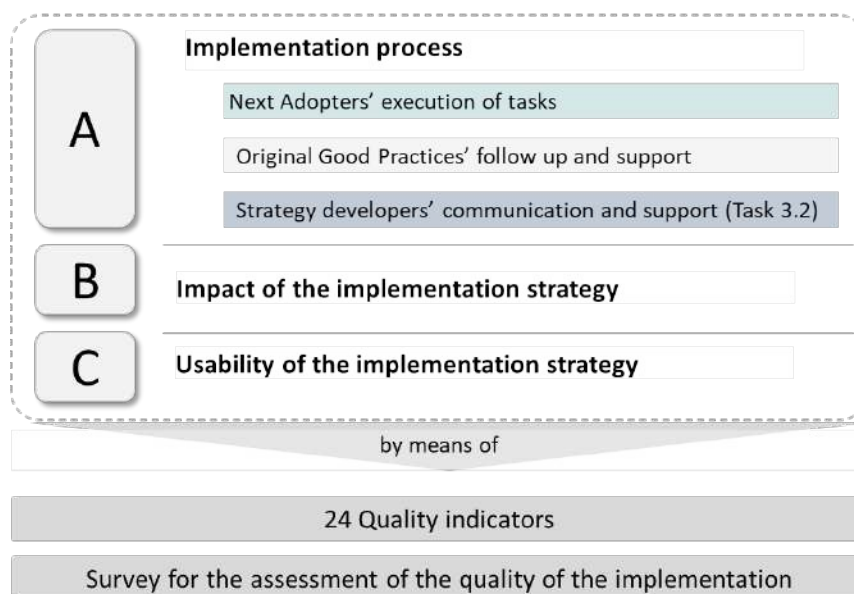 A
Implementation process
Next Adopters’ execution of tasks
Original Good Practices’ follow up and support
Strategy developers’ communication and support (Task 3.2)
B
Impact of the implementation strategy
C
Usability of the implementation strategy
by means of
24 Quality indicators
Survey for the assessment of the quality of the implementation